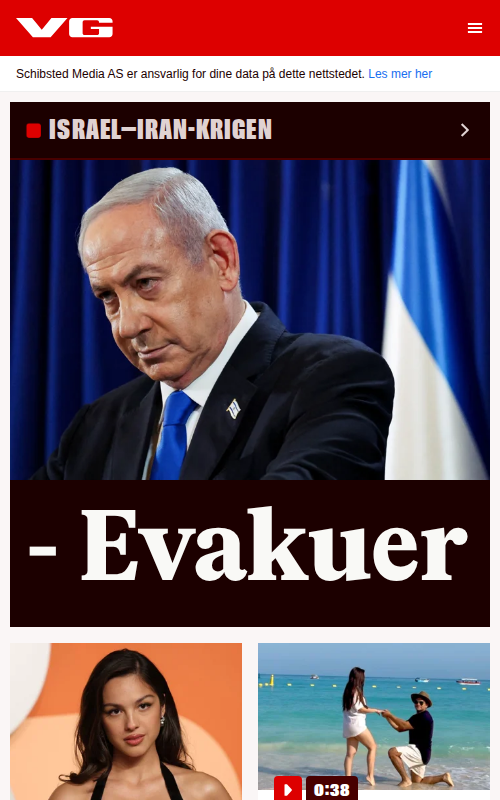 VG
Schibsted Media AS er ansvarlig for dine data på dette nettstedet. Les mer her
ISRAEL–IRAN-KRIGEN
- Evakuer
0:38